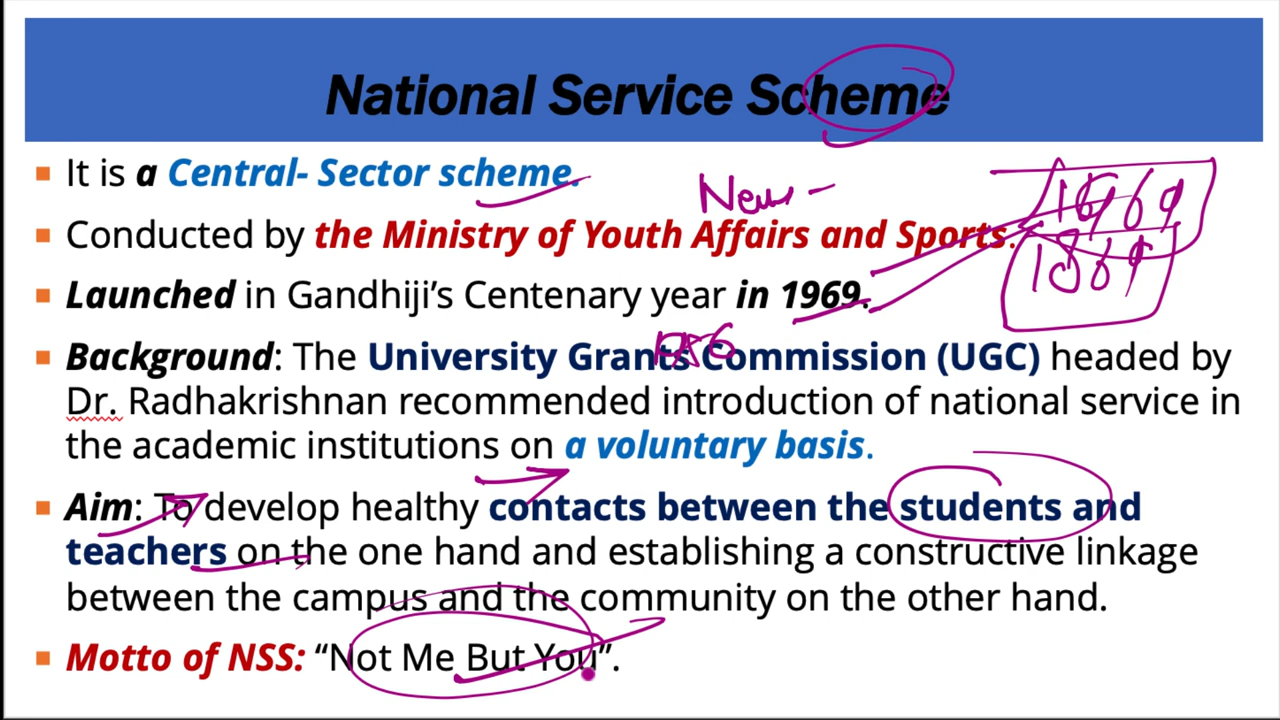 National Service Scheme
It is a Central- Sector scheme.
New -
1969
Conducted by the Ministry of Youth Affairs and Sports.
1869
Launched in Gandhiji’s Centenary year in 1969.
1956
Background: The University Grants Commission (UGC) headed by
Dr. Radhakrishnan recommended introduction of national service in
the academic institutions on a voluntary basis.
Aim: To develop healthy contacts between the students and
teachers on the one hand and establishing a constructive linkage
between the campus and the community on the other hand.
Motto of NSS: “Not Me But You”.